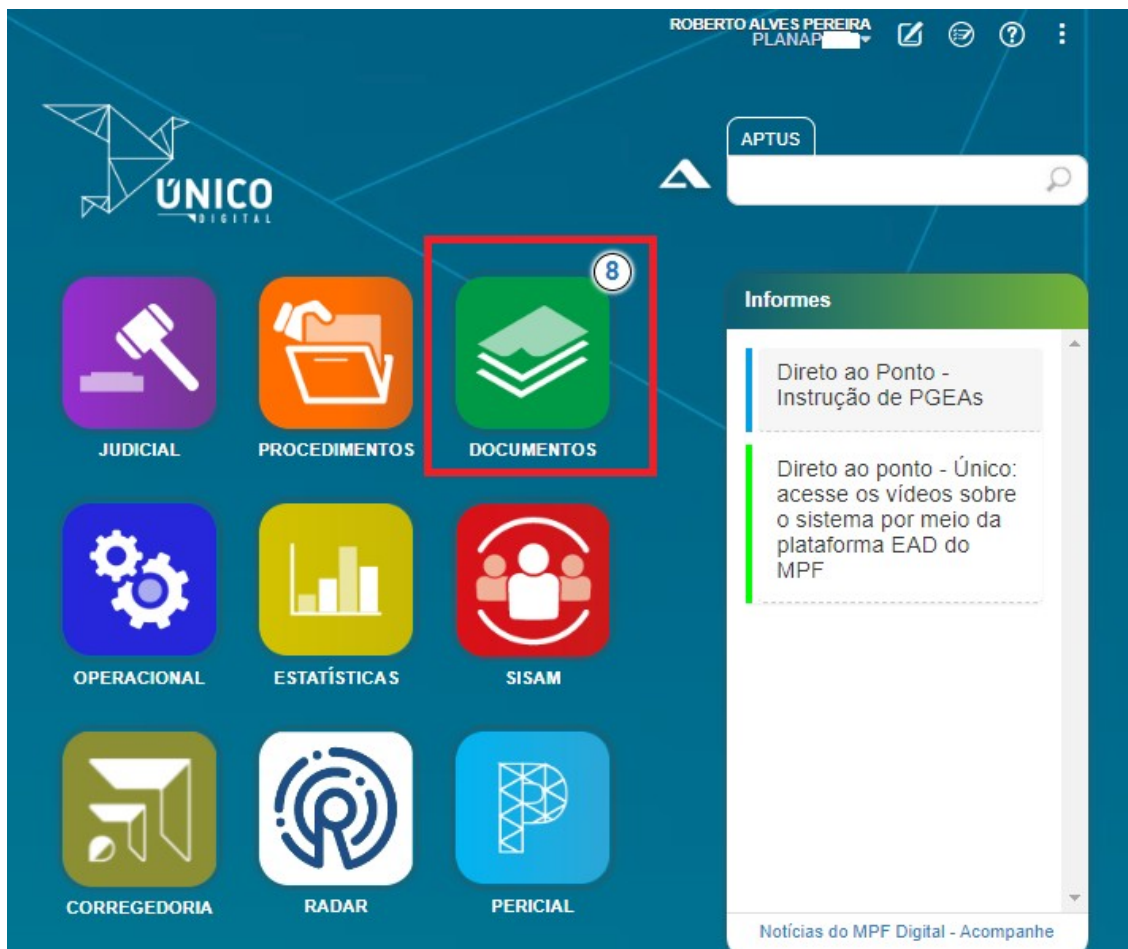 ROBERTO ALVES PEREIRA
PLANAP
ÚNICO
DIGITAL
APTUS
8
JUDICIAL
PROCEDIMENTOS
DOCUMENTOS
OPERACIONAL
ESTATÍSTICAS
SISAM
CORREGEDORIA
RADAR
PERICIAL
Informes
Direto ao Ponto -
Instrução de PGEAs
Direto ao ponto - Único:
acesse os vídeos sobre
o sistema por meio da
plataforma EAD do
MPF
Notícias do MPF Digital - Acompanhe